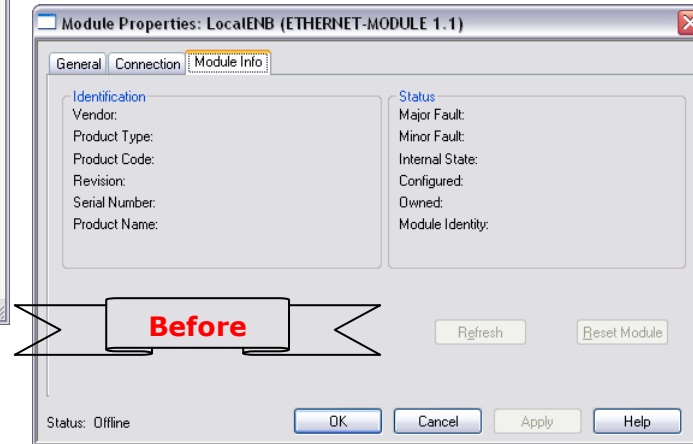 Module Properties: LocalENB (ETHERNET-MODULE 1.1)
General Connection Module Info
Identification
Vendor:
Product Type:
Product Code:
Revision:
Serial Number:
Product Name:
Status
Major Fault:
Minor Fault:
Internal State:
Configured:
Owned:
Module Identity:
Before
Refresh Reset Module
Status: Offline OK Cancel Apply Help